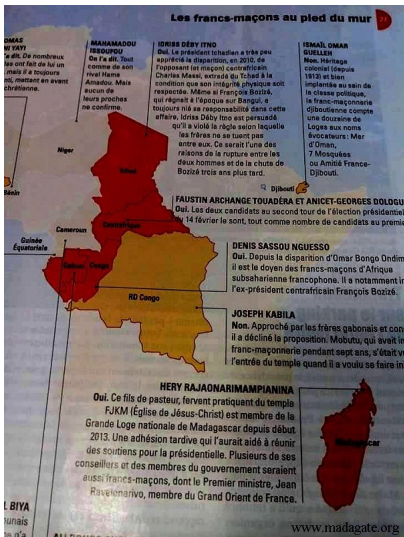 Les francs-maçons au pied du mur
MAHAMADOU
ISSOUFOU
On l'a dit. Tout
comme de son
rival Hama
Amadou. Mais
aucun de
leurs proches
ne confirme.
IDRISS DÉBY ITNO
Oui. Le président tchadien a très peu
apprécié la disparition, en 2010, de
l'opposant (et maçon) centrafricain
Charles Massi, extradé du Tchad à la
condition que son intégrité physique soit
respectée. Même si François Bozizé,
qui régnait à l'époque sur Bangui, a
toujours nié sa responsabilité dans cette
affaire, Idriss Déby Itno est persuadé
qu'il a violé la règle selon laquelle
les frères ne se tuent pas
entre eux. Ce serait l'une des
raisons de la rupture entre les
deux hommes et de la chute de
Bozizé trois ans plus tard.
ISMAÏL OMAR
GUELLEH
Non. Héritage
colonial (depuis
1913) et bien
implantée au sein de
la classe politique,
la franc-maçonnerie
djiboutienne compte
une douzaine de
Loges aux noms
évocateurs: Mer
d'Oman,
7 Mosquées
ou Amitié France-
Djibouti.
NI YAYI
'a dit. De nombreux
mais il a toujours
enti, mettant en avant
chrétienne.
Niger
Tchad
Bénin
Djibouti
Cameroun
Centrafrique
Guinée
Équatoriale
Gabon
Congo
RD Congo
FAUSTIN ARCHANGE TOUADÉRA ET ANICET-GEORGES DOLOGU
Oui. Les deux candidats au second tour de l'élection présidentiel
du 14 février le sont, tout comme nombre de candidats au premie
DENIS SASSOU NGUESSO
Oui. Depuis la disparition d'Omar Bongo Ondim
il est le doyen des francs-maçons d'Afrique
subsaharienne francophone. Il a notamment in
l'ex-président centrafricain François Bozizé.
JOSEPH KABILA
Non. Approché par les frères gabonais et con
il a décliné la proposition. Mobutu, qui avait in
franc-maçonnerie pendant sept ans, s'était v
l'entrée du temple quand il a voulu se faire in
HERY RAJAONARIMAMPIANINA
Oui. Ce fils de pasteur, fervent pratiquant du temple
FJKM (Église de Jésus-Christ) est membre de la
Grande Loge nationale de Madagascar depuis début
2013. Une adhésion tardive qui l'aurait aidé à réunir
des soutiens pour la présidentielle. Plusieurs de ses
conseillers et des membres du gouvernement seraient
aussi francs-maçons, dont le Premier ministre, Jean
Ravelonarivo, membre du Grand Orient de France.
Madagascar
L BIYA
www.madagate.org